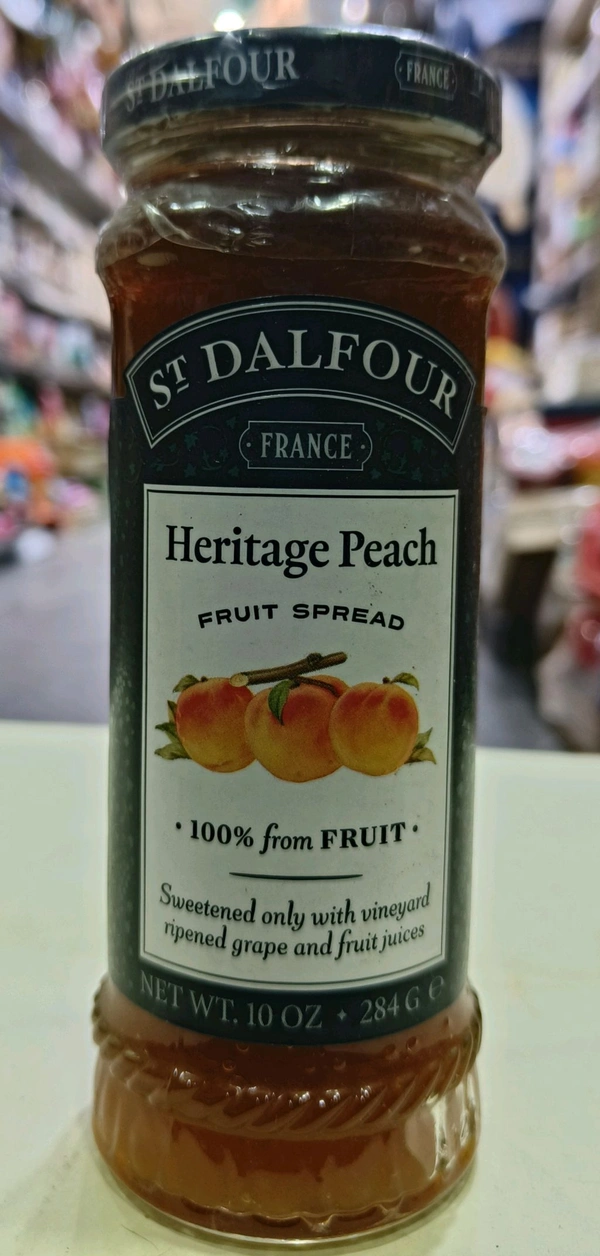 ST DALFOUR
FRANCE
ST DALFOUR
FRANCE
Heritage Peach
FRUIT SPREAD
• 100% from FRUIT •
Sweetened only with vineyard
ripened grape and fruit juices
NET WT. 10 OZ ✦ 284 G ℮